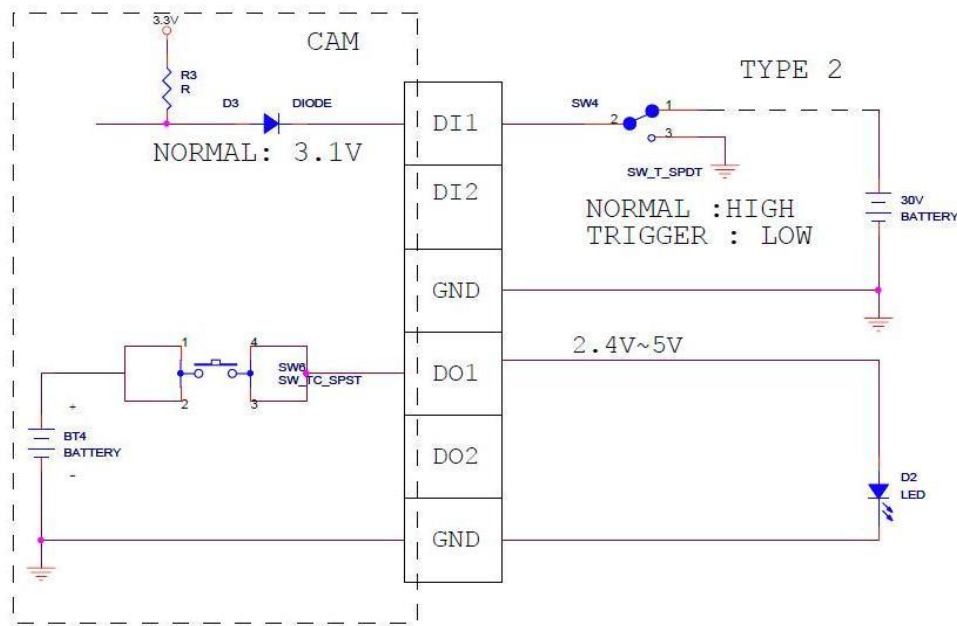 3.3V
CAM
TYPE 2
R3
R
D3
DIODE
SW4
1
2
3
DI1
NORMAL: 3.1V
SW_T_SPDT
DI2
NORMAL :HIGH
TRIGGER : LOW
30V
BATTERY
GND
2.4V~5V
1
4
SW6
SW_TC_SPST
DO1
2
3
+
BT4
BATTERY
-
DO2
D2
LED
GND